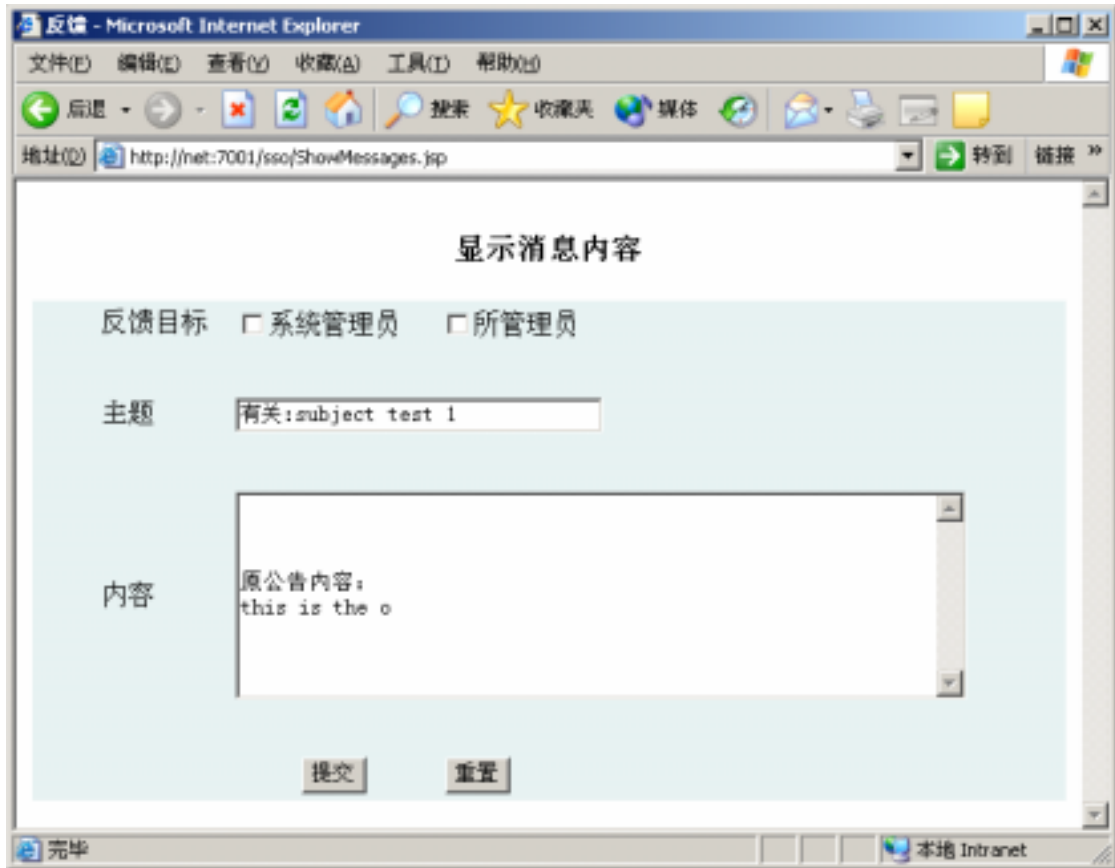 反馈 - Microsoft Internet Explorer
文件(F) 编辑(E) 查看(V) 收藏(A) 工具(T) 帮助(H)
后退 搜索 收藏夹 媒体
地址(D) http://net:7001/sso/ShowMessages.jsp 转到 链接 »
显示消息内容
反馈目标 系统管理员 所管理员
主题 有关:subject test 1
内容
原公告内容:
this is the o
提交 重置
完毕 本地 Intranet